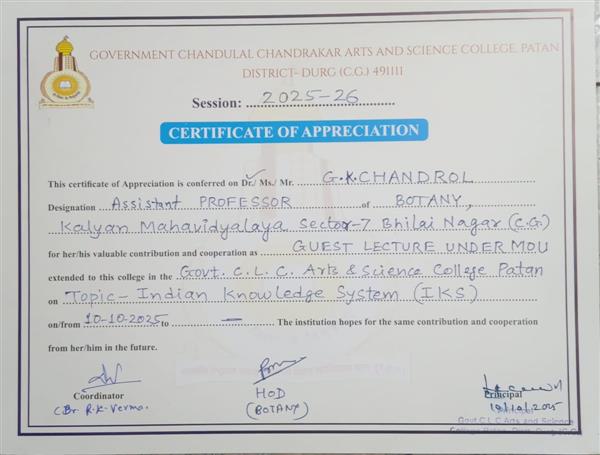 GOVERNMENT CHANDULAL CHANDRAKAR ARTS AND SCIENCE COLLEGE, PATAN
DISTRICT- DURG (C.G.) 491111
Session: 2025-26
CERTIFICATE OF APPRECIATION
This certificate of Appreciation is conferred on Dr./ Ms./ Mr. G.K.CHANDROL
Designation Assistant PROFESSOR of BOTANY,
Kalyan Mahavidyalaya Sector-7 Bhilai Nagar (C.G.)
for her/his valuable contribution and cooperation as GUEST LECTURE UNDER MOU
extended to this college in the Govt. C.L.C. Arts & Science College Patan
on Topic- Indian Knowledge System (IKS)
on/from 10-10-2025 to — The institution hopes for the same contribution and cooperation
from her/him in the future.
Coordinator
R.K. Verma.
HOD
(BOTANY)
Principal
10/10/2025
Principal
Govt.C L C Arts and Science